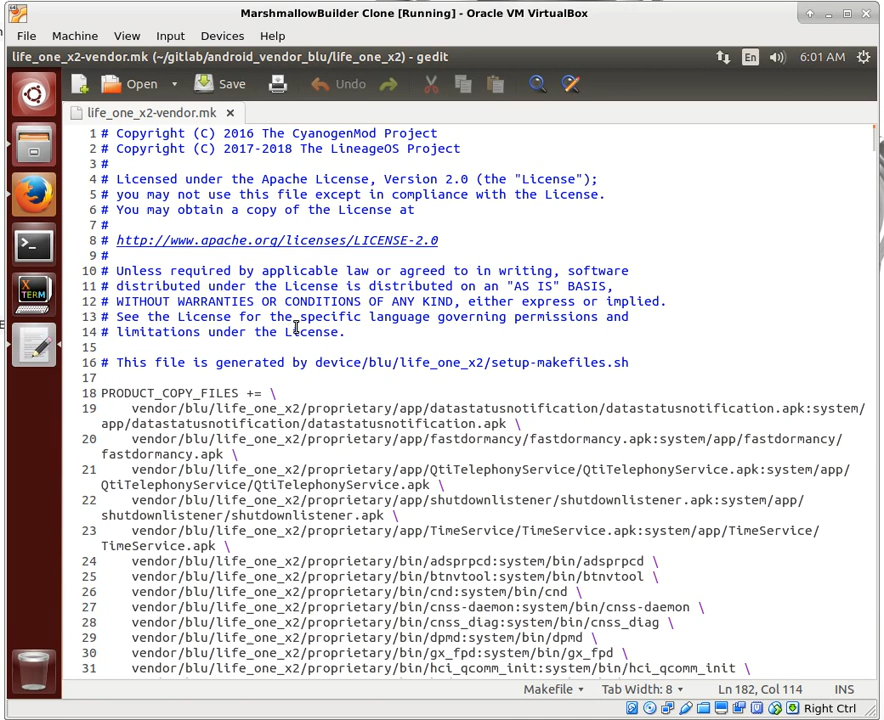 MarshmallowBuilder Clone [Running] - Oracle VM VirtualBox
File Machine View Input Devices Help
life_one_x2-vendor.mk (~/gitlab/android_vendor_blu/life_one_x2) - gedit
En 6:01 AM
Open Save Undo
life_one_x2-vendor.mk ×
1 # Copyright (C) 2016 The CyanogenMod Project
2 # Copyright (C) 2017-2018 The LineageOS Project
3 #
4 # Licensed under the Apache License, Version 2.0 (the "License");
5 # you may not use this file except in compliance with the License.
6 # You may obtain a copy of the License at
7 #
8 # http://www.apache.org/licenses/LICENSE-2.0
9 #
10 # Unless required by applicable law or agreed to in writing, software
11 # distributed under the License is distributed on an "AS IS" BASIS,
12 # WITHOUT WARRANTIES OR CONDITIONS OF ANY KIND, either express or implied.
13 # See the License for the specific language governing permissions and
14 # limitations under the License.
15
16 # This file is generated by device/blu/life_one_x2/setup-makefiles.sh
17
18 PRODUCT_COPY_FILES += \
19     vendor/blu/life_one_x2/proprietary/app/datastatusnotification/datastatusnotification.apk:system/
app/datastatusnotification/datastatusnotification.apk \
20     vendor/blu/life_one_x2/proprietary/app/fastdormancy/fastdormancy.apk:system/app/fastdormancy/
fastdormancy.apk \
21     vendor/blu/life_one_x2/proprietary/app/QtiTelephonyService/QtiTelephonyService.apk:system/app/
QtiTelephonyService/QtiTelephonyService.apk \
22     vendor/blu/life_one_x2/proprietary/app/shutdownlistener/shutdownlistener.apk:system/app/
shutdownlistener/shutdownlistener.apk \
23     vendor/blu/life_one_x2/proprietary/app/TimeService/TimeService.apk:system/app/TimeService/
TimeService.apk \
24     vendor/blu/life_one_x2/proprietary/bin/adsprpcd:system/bin/adsprpcd \
25     vendor/blu/life_one_x2/proprietary/bin/btnvtool:system/bin/btnvtool \
26     vendor/blu/life_one_x2/proprietary/bin/cnd:system/bin/cnd \
27     vendor/blu/life_one_x2/proprietary/bin/cnss-daemon:system/bin/cnss-daemon \
28     vendor/blu/life_one_x2/proprietary/bin/cnss_diag:system/bin/cnss_diag \
29     vendor/blu/life_one_x2/proprietary/bin/dpmd:system/bin/dpmd \
30     vendor/blu/life_one_x2/proprietary/bin/gx_fpd:system/bin/gx_fpd \
31     vendor/blu/life_one_x2/proprietary/bin/hci_qcomm_init:system/bin/hci_qcomm_init \
Makefile Tab Width: 8 Ln 182, Col 114 INS
Right Ctrl
X TERM